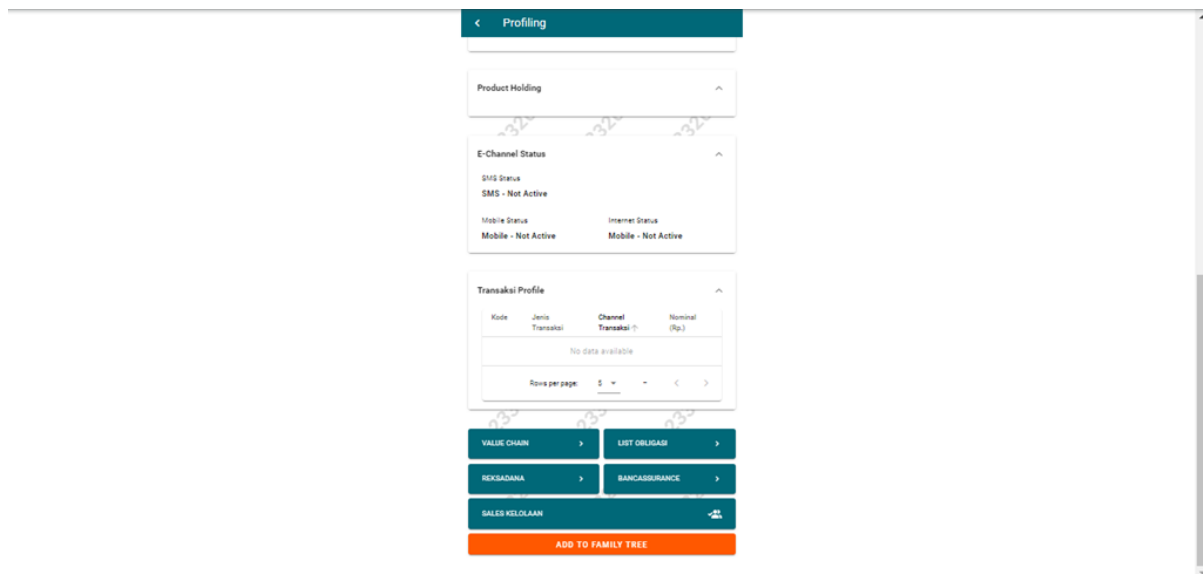 Profiling
Product Holding
E-Channel Status
SMS Status
SMS - Not Active
Mobile Status Internet Status
Mobile - Not Active Mobile - Not Active
Transaksi Profile
Kode Jenis Transaksi Channel Transaksi Nominal (Rp.)
No data available
Rows per page: 5 -
VALUE CHAIN LIST OBLIGASI
REKSADANA BANCASSURANCE
SALES KELOLAAN
ADD TO FAMILY TREE